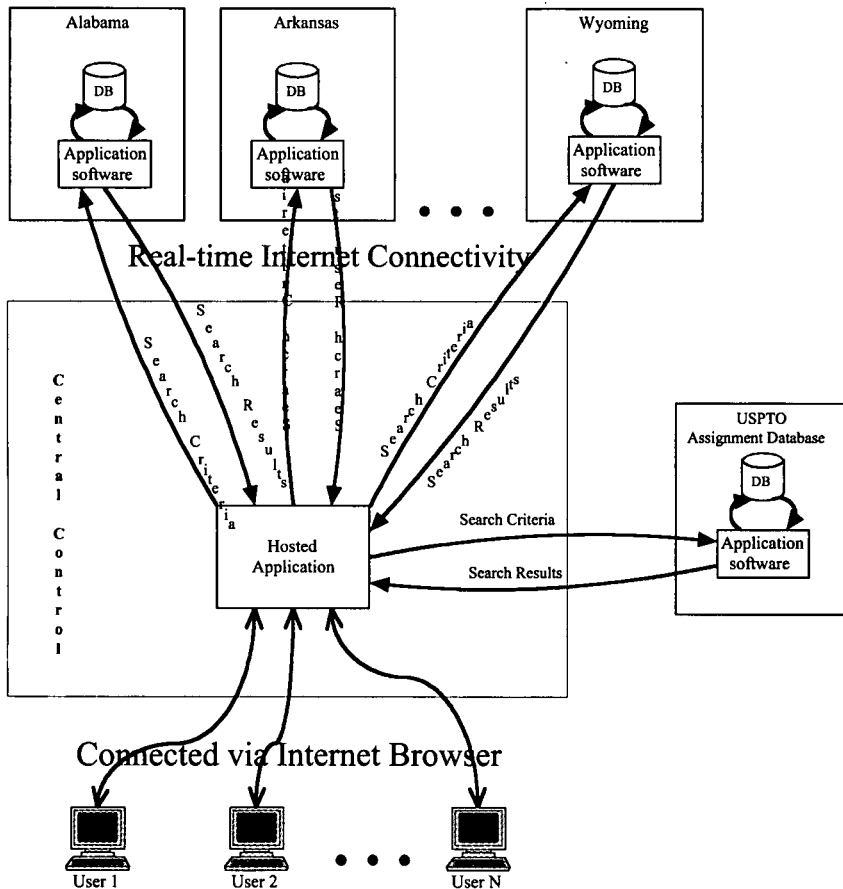 Alabama
Arkansas
Wyoming
DB
DB
DB
Application
software
Application
software
Application
software
Real-time Internet Connectivity
Search Criteria
Search Results
Search Criteria
Search Results
Search Criteria
Search Results
Central Control
USPTO
Assignment Database
DB
Application
software
Search Criteria
Search Results
Hosted
Application
Connected via Internet Browser
User 1
User 2
User N